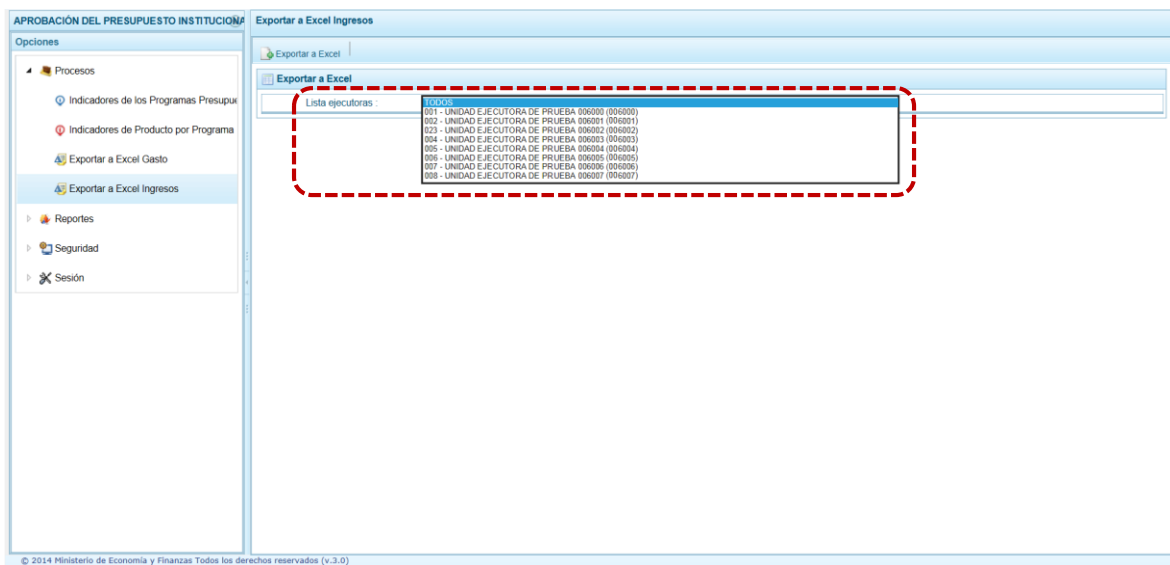 APROBACIÓN DEL PRESUPUESTO INSTITUCIONA
Opciones
Procesos
Indicadores de los Programas Presupue
Indicadores de Producto por Programa
Exportar a Excel Gasto
Exportar a Excel Ingresos
Reportes
Seguridad
Sesión
Exportar a Excel Ingresos
Exportar a Excel
Exportar a Excel
Lista ejecutoras :
TODOS
001 - UNIDAD EJECUTORA DE PRUEBA 006000 (006000)
002 - UNIDAD EJECUTORA DE PRUEBA 006001 (006001)
023 - UNIDAD EJECUTORA DE PRUEBA 006002 (006002)
004 - UNIDAD EJECUTORA DE PRUEBA 006003 (006003)
005 - UNIDAD EJECUTORA DE PRUEBA 006004 (006004)
006 - UNIDAD EJECUTORA DE PRUEBA 006005 (006005)
007 - UNIDAD EJECUTORA DE PRUEBA 006006 (006006)
008 - UNIDAD EJECUTORA DE PRUEBA 006007 (006007)
© 2014 Ministerio de Economía y Finanzas Todos los derechos reservados (v.3.0)